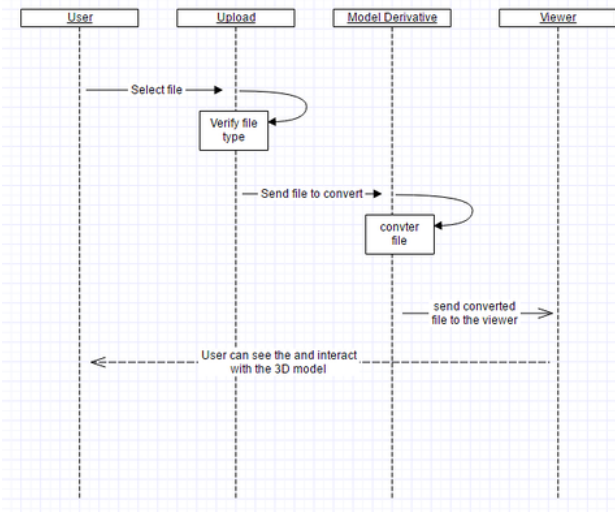 User
Upload
Model Derivative
Viewer
Select file
Verify file
type
Send file to convert
convter
file
send converted
file to the viewer
User can see the and interact
with the 3D model